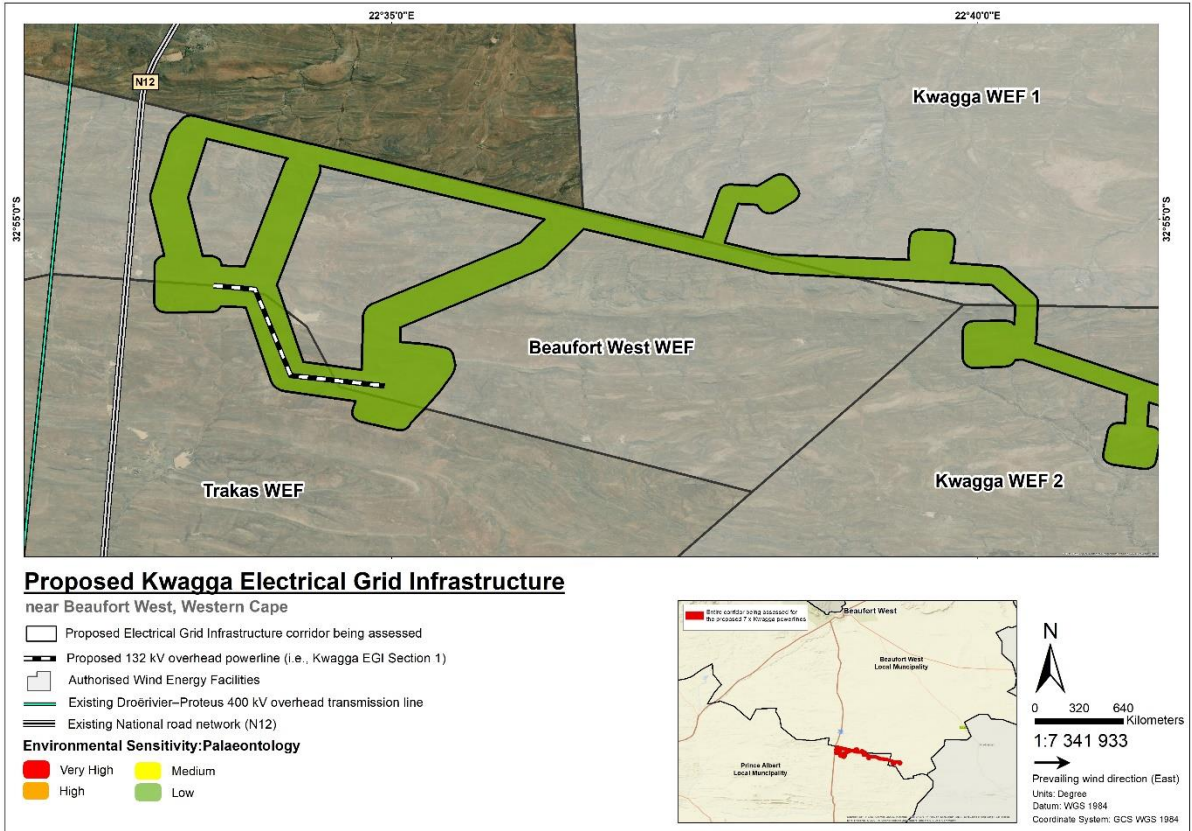 22°35'0"E
22°40'0"E
N12
Kwagga WEF 1
32°55'0"S
32°55'0"S
Beaufort West WEF
Trakas WEF
Kwagga WEF 2
Proposed Kwagga Electrical Grid Infrastructure
near Beaufort West, Western Cape
Proposed Electrical Grid Infrastructure corridor being assessed
Proposed 132 kV overhead powerline (i.e., Kwagga EGI Section 1)
Authorised Wind Energy Facilities
Existing Droërivier–Proteus 400 kV overhead transmission line
Existing National road network (N12)
Environmental Sensitivity:Palaeontology
Very High
Medium
High
Low
Entire corridor being assessed for
the proposed 7 x Kwagga powerlines
Beaufort West
Beaufort West
Local Municipality
Prince Albert
Local Muncipality
N
0 320 640
Kilometers
1:7 341 933
Prevailing wind direction (East)
Units: Degree
Datum: WGS 1984
Coordinate System: GCS WGS 1984